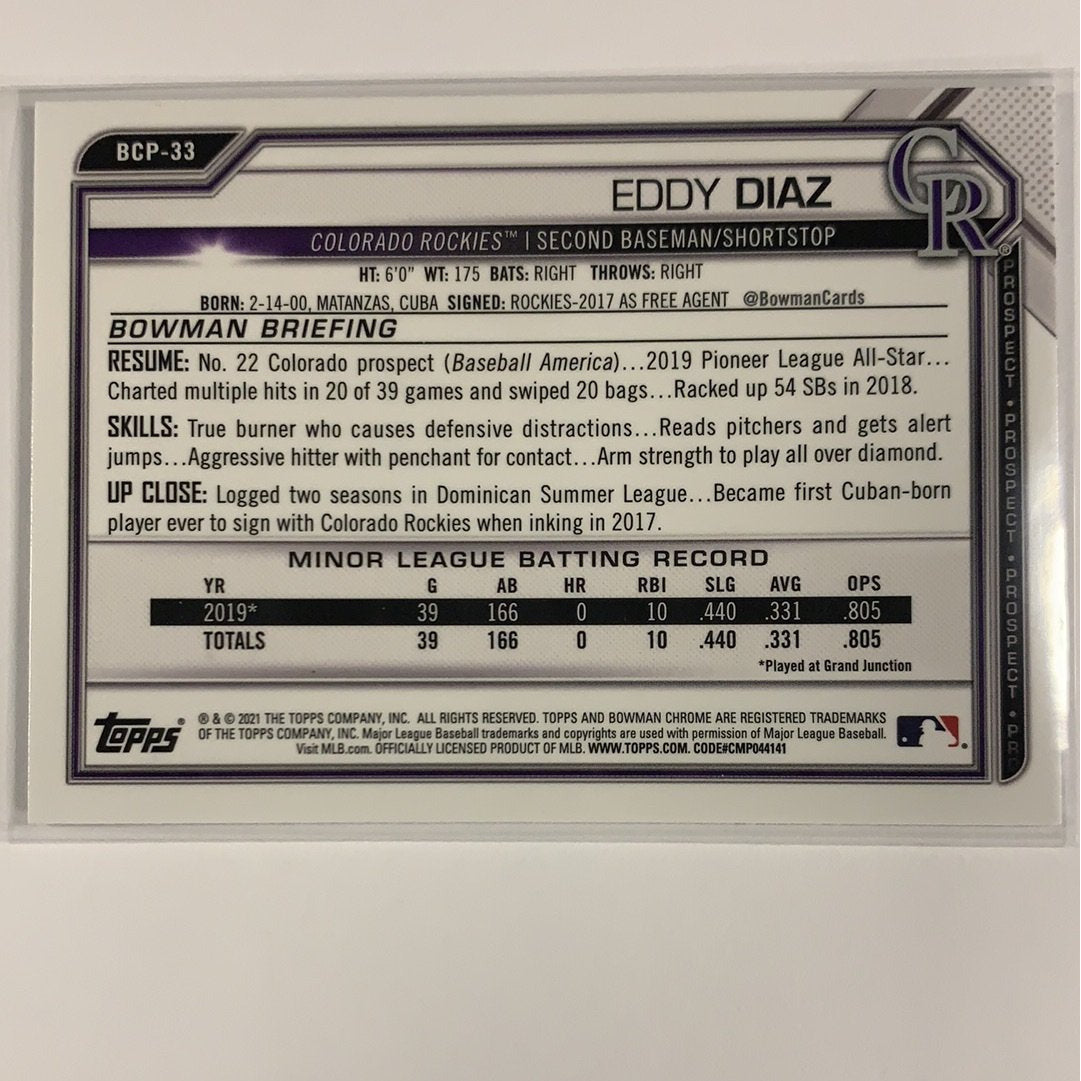 BCP-33
EDDY DIAZ
CR®
COLORADO ROCKIES™ | SECOND BASEMAN/SHORTSTOP
HT: 6'0" WT: 175 BATS: RIGHT THROWS: RIGHT
BORN: 2-14-00, MATANZAS, CUBA SIGNED: ROCKIES-2017 AS FREE AGENT @BowmanCards
BOWMAN BRIEFING
RESUME: No. 22 Colorado prospect (Baseball America)...2019 Pioneer League All-Star...
Charted multiple hits in 20 of 39 games and swiped 20 bags...Racked up 54 SBs in 2018.
SKILLS: True burner who causes defensive distractions...Reads pitchers and gets alert
jumps...Aggressive hitter with penchant for contact...Arm strength to play all over diamond.
UP CLOSE: Logged two seasons in Dominican Summer League...Became first Cuban-born
player ever to sign with Colorado Rockies when inking in 2017.
MINOR LEAGUE BATTING RECORD
YR G AB HR RBI SLG AVG OPS
2019* 39 166 0 10 .440 .331 .805
TOTALS 39 166 0 10 .440 .331 .805
*Played at Grand Junction
Topps®
® & © 2021 THE TOPPS COMPANY, INC. ALL RIGHTS RESERVED. TOPPS AND BOWMAN CHROME ARE REGISTERED TRADEMARKS
OF THE TOPPS COMPANY, INC. Major League Baseball trademarks and copyrights are used with permission of Major League Baseball.
Visit MLB.com. OFFICIALLY LICENSED PRODUCT OF MLB. WWW.TOPPS.COM. CODE#CMP044141
PROSPECT • PROSPECT • PROSPECT • PR